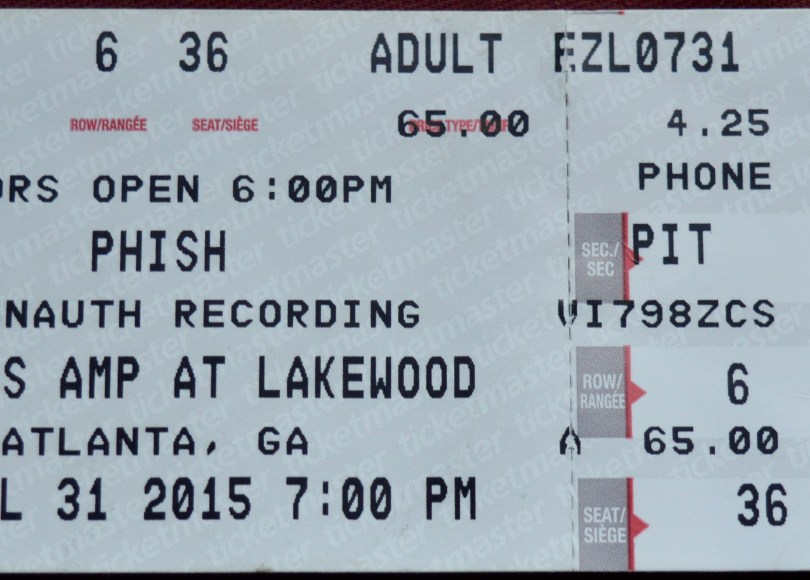 6 36 ADULT EZL0731
ROW/RANGÉE SEAT/SIÈGE 65.00 4.25
ORS OPEN 6:00PM PHONE
PHISH SEC./SEC PIT
NAUTH RECORDING VI798ZCS
S AMP AT LAKEWOOD ROW/RANGÉE 6
ATLANTA, GA A 65.00
L 31 2015 7:00 PM SEAT/SIÈGE 36
ticketmaster